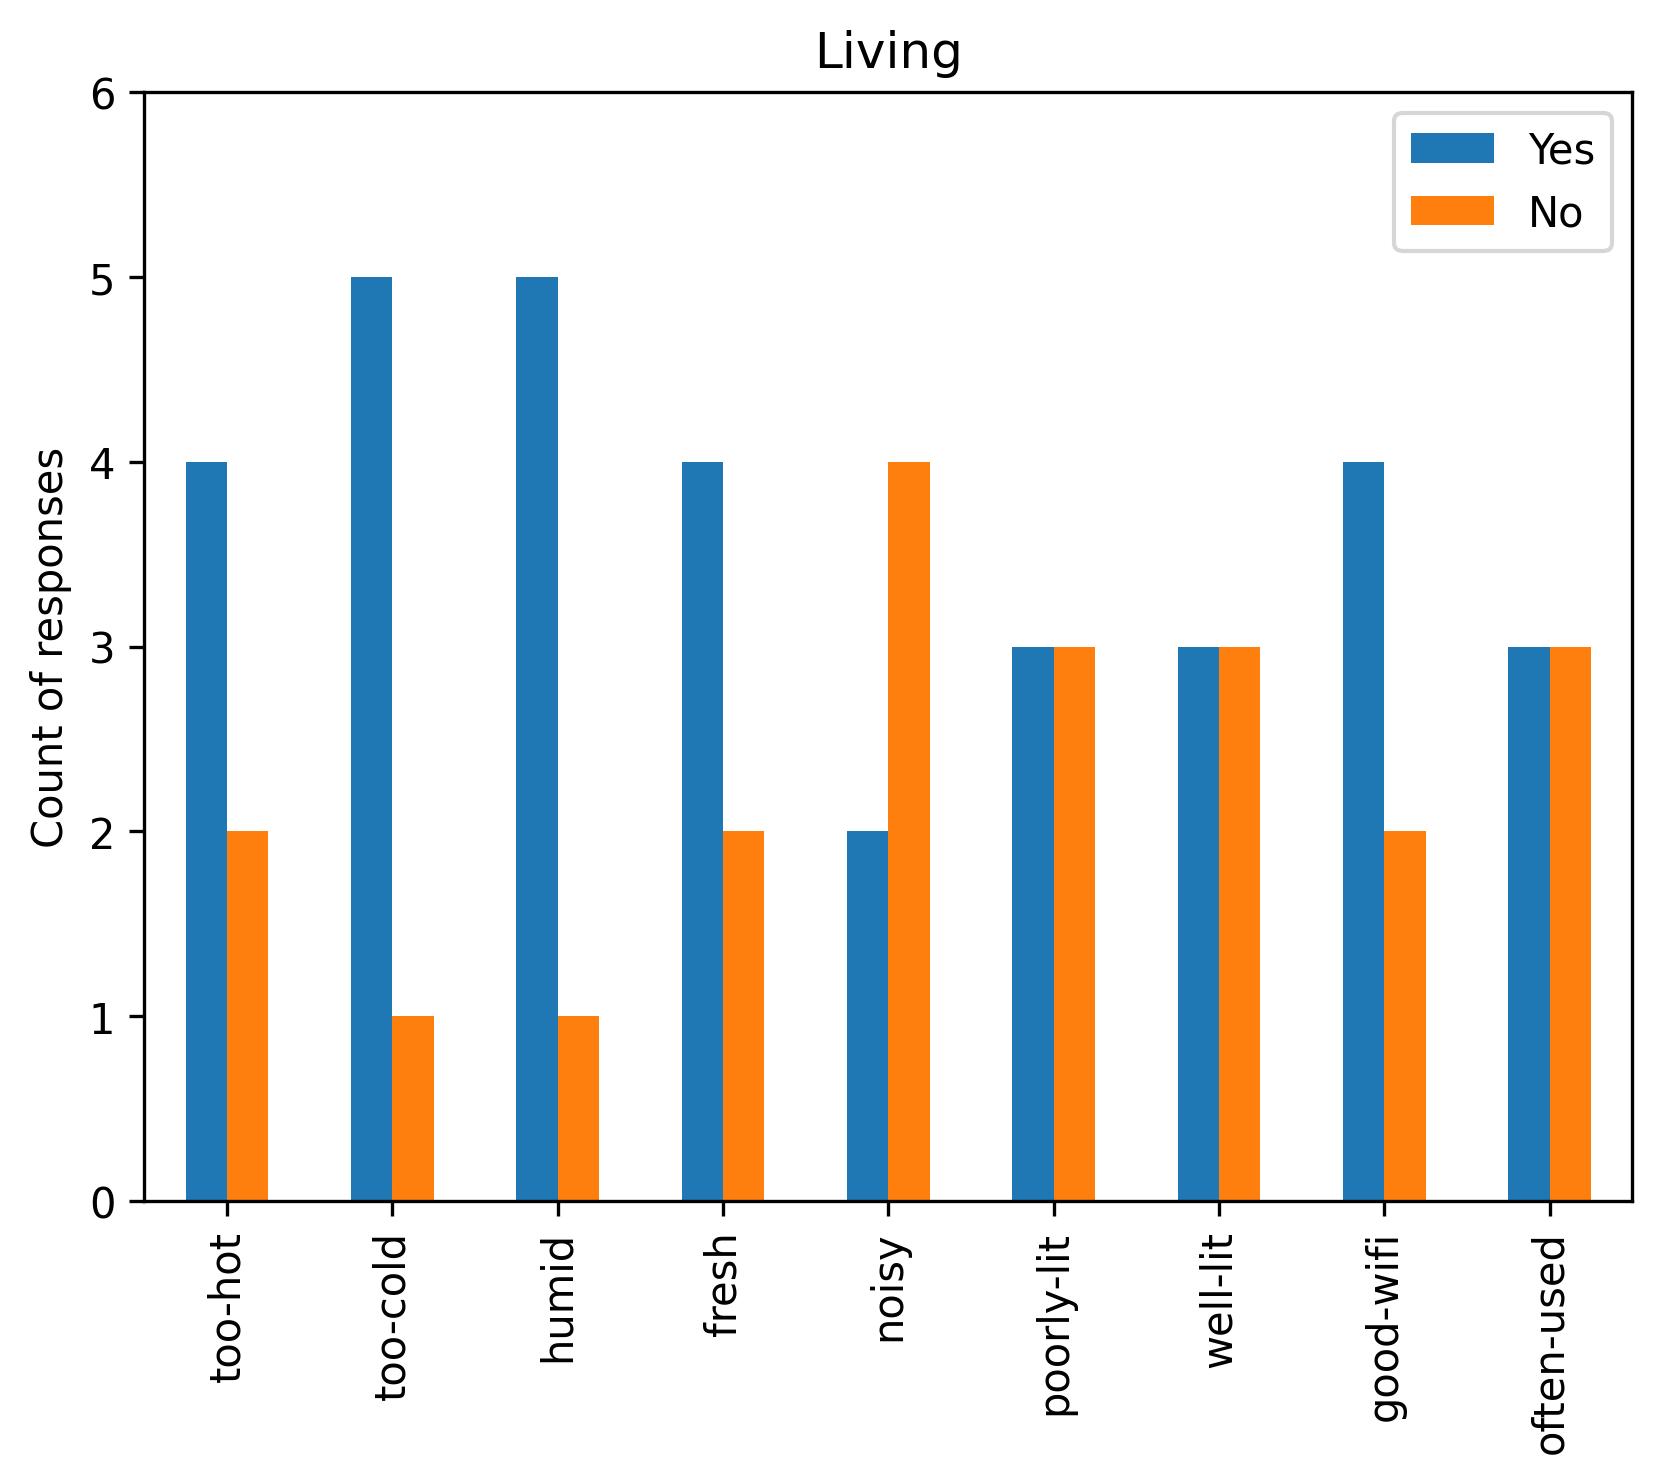 Living
6
5
4
3
2
1
0
Count of responses
Yes
No
too-hot
too-cold
humid
fresh
noisy
poorly-lit
well-lit
good-wifi
often-used